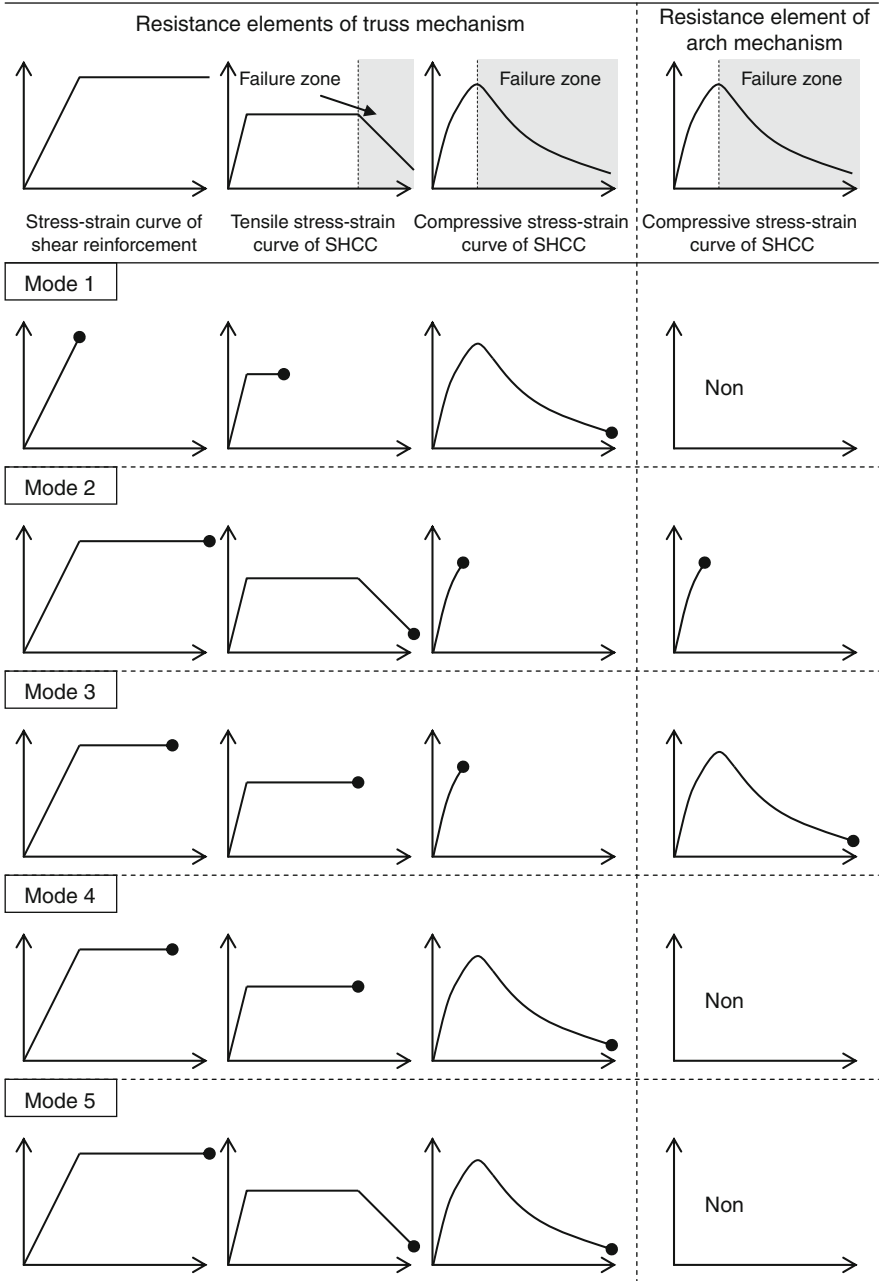 Resistance elements of truss mechanism
Resistance element of
arch mechanism
Failure zone
Failure zone
Failure zone
Stress-strain curve of
shear reinforcement
Tensile stress-strain
curve of SHCC
Compressive stress-strain
curve of SHCC
Compressive stress-strain
curve of SHCC
Mode 1
Non
Mode 2
Mode 3
Mode 4
Non
Mode 5
Non